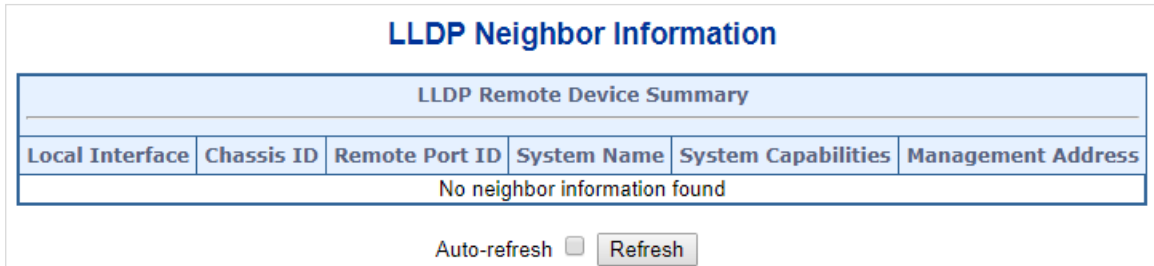 LLDP Neighbor Information
LLDP Remote Device Summary
Local Interface Chassis ID Remote Port ID System Name System Capabilities Management Address
No neighbor information found
Auto-refresh Refresh